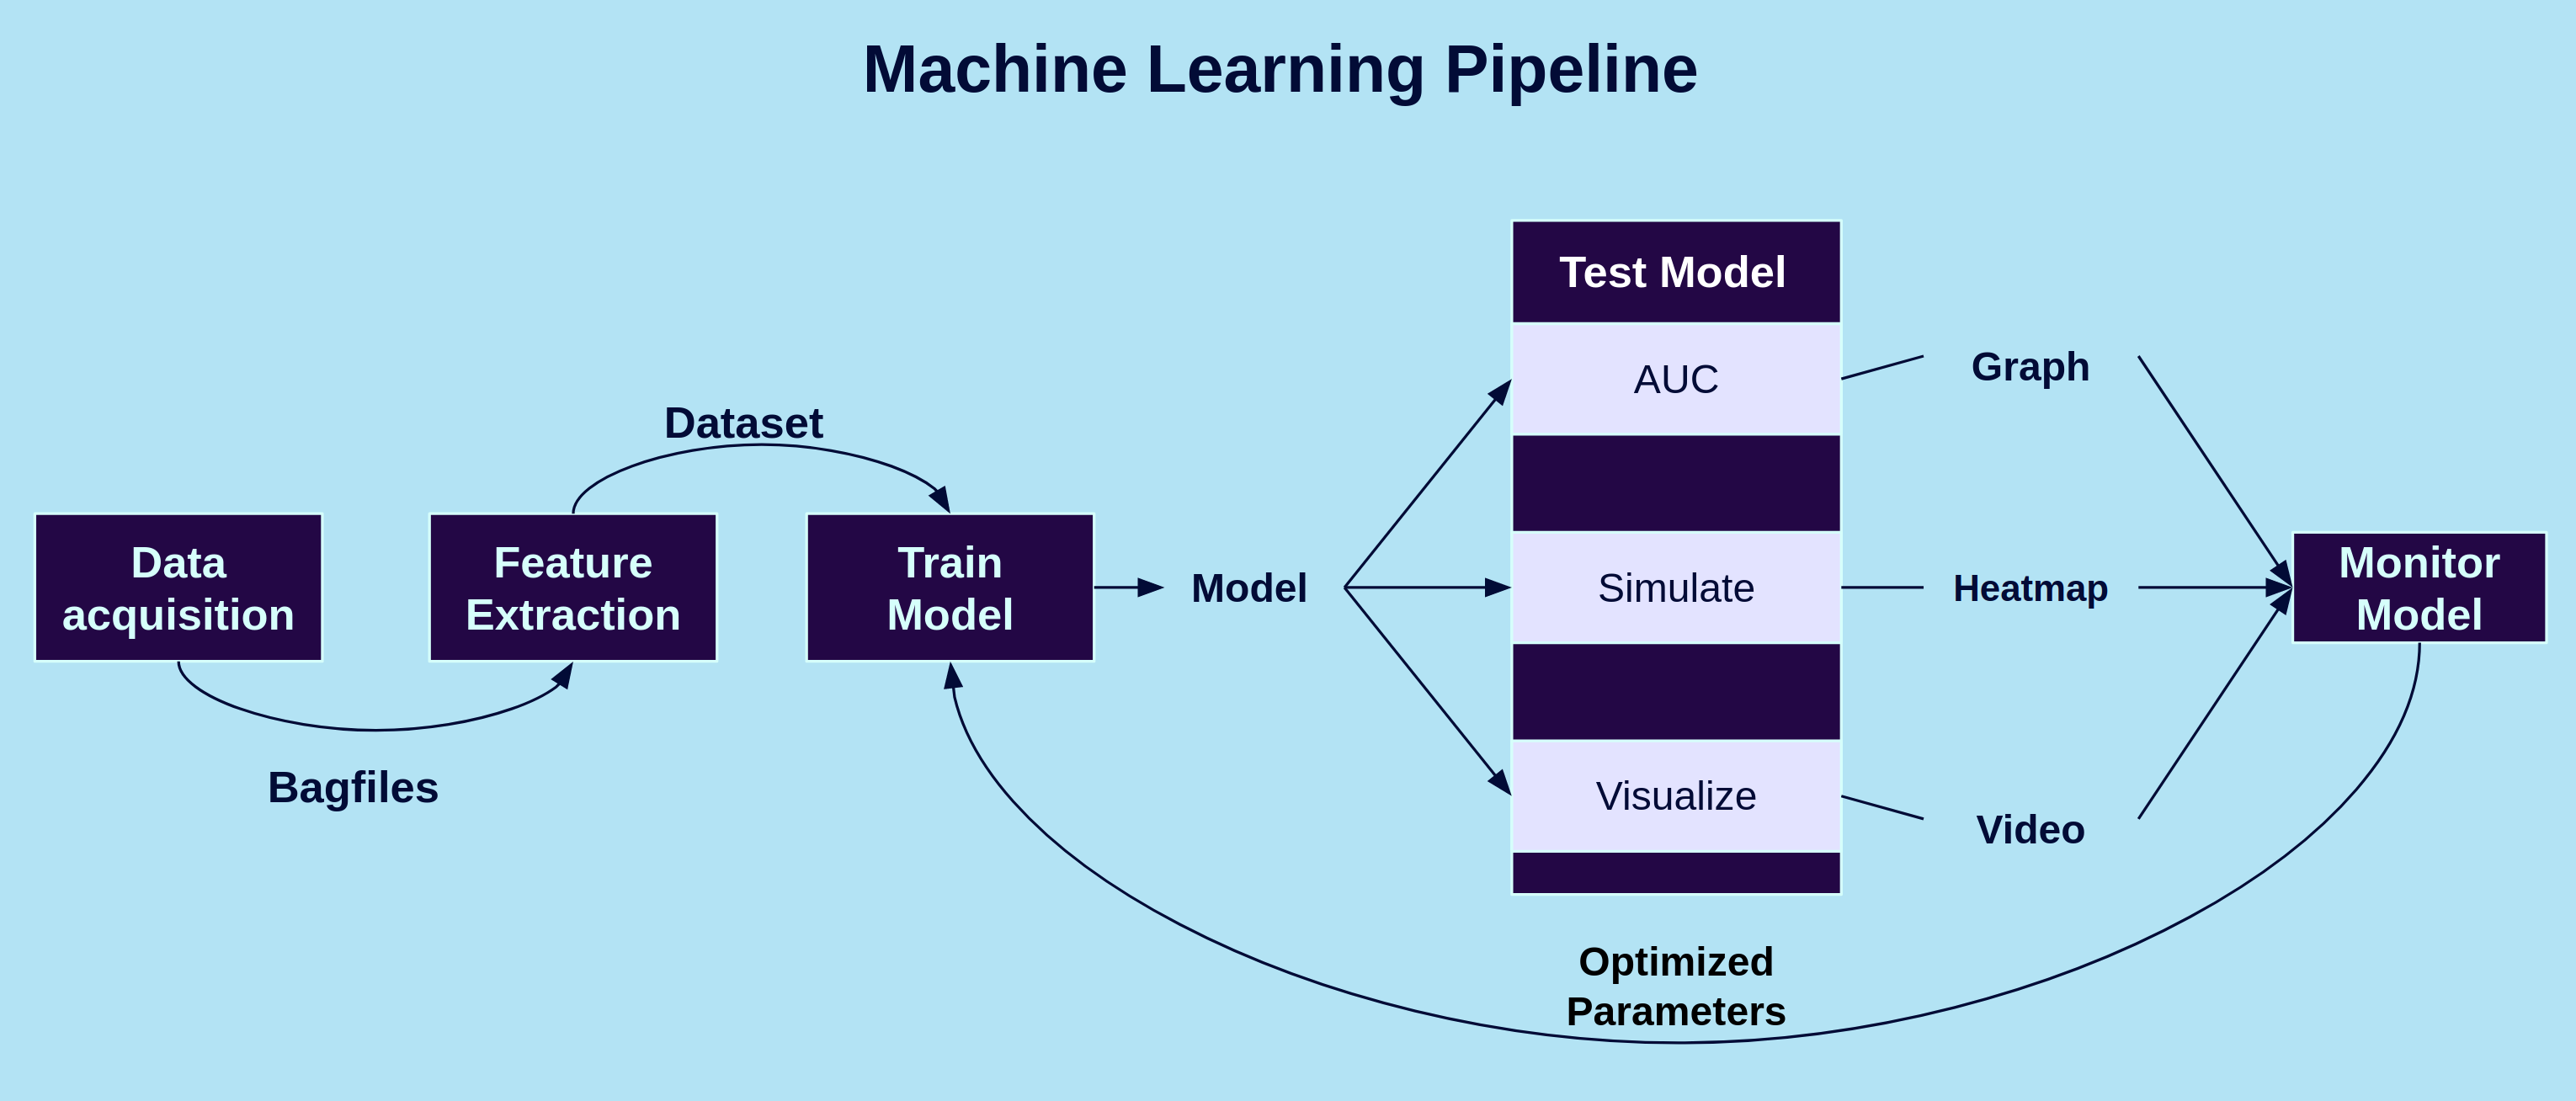 Machine Learning Pipeline
Data
acquisition
Bagfiles
Feature
Extraction
Dataset
Train
Model
Model
Test Model
AUC
Simulate
Visualize
Graph
Heatmap
Video
Monitor
Model
Optimized
Parameters